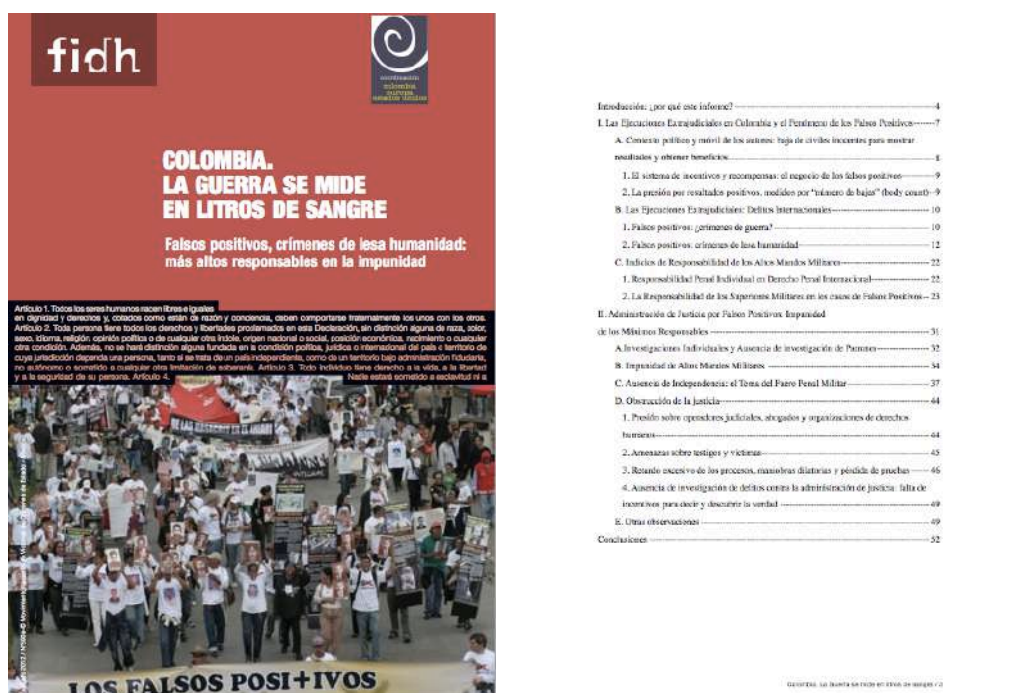 fidh
coordinación
colombia
europa
estados unidos
COLOMBIA.
LA GUERRA SE MIDE
EN LITROS DE SANGRE
Falsos positivos, crímenes de lesa humanidad:
más altos responsables en la impunidad
Artículo 1. Todos los seres humanos nacen libres e iguales
en dignidad y derechos y, dotados como están de razón y conciencia, deben comportarse fraternalmente los unos con los otros.
Artículo 2. Toda persona tiene todos los derechos y libertades proclamados en esta Declaración, sin distinción alguna de raza, color,
sexo, idioma, religión, opinión política o de cualquier otra índole, origen nacional o social, posición económica, nacimiento o cualquier
otra condición. Además, no se hará distinción alguna fundada en la condición política, jurídica o internacional del país o territorio de
cuya jurisdicción dependa una persona, tanto si se trata de un país independiente, como de un territorio bajo administración fiduciaria,
no autónomo o sometido a cualquier otra limitación de soberanía. Artículo 3. Todo individuo tiene derecho a la vida, a la libertad
y a la seguridad de su persona. Artículo 4. Nadie estará sometido a esclavitud ni a
LOS FALSOS POSI+IVOS
Introducción: ¿por qué este informe? 4
I. Las Ejecuciones Extrajudiciales en Colombia y el Fenómeno de los Falsos Positivos 7
A. Contexto político y móvil de los autores: baja de civiles inocentes para mostrar
resultados y obtener beneficios 8
1. El sistema de incentivos y recompensas: el negocio de los falsos positivos 9
2. La presión por resultados positivos, medidos por "número de bajas" (body count) 9
B. Las Ejecuciones Extrajudiciales: Delitos Internacionales 10
1. Falsos positivos: ¿crímenes de guerra? 10
2. Falsos positivos: crímenes de lesa humanidad 12
C. Indicios de Responsabilidad de los Altos Mandos Militares 22
1. Responsabilidad Penal Individual en Derecho Penal Internacional 22
2. La Responsabilidad de los Superiores Militares en los casos de Falsos Positivos 23
II. Administración de Justicia por Falsos Positivos: Impunidad
de los Máximos Responsables 31
A. Investigaciones Individuales y Ausencia de investigación de Patrones 32
B. Impunidad de Altos Mandos Militares 34
C. Ausencia de Independencia: el Tema del Fuero Penal Militar 37
D. Obstrucción de la justicia 44
1. Presión sobre operadores judiciales, abogados y organizaciones de derechos
humanos 44
2. Amenazas sobre testigos y víctimas 45
3. Retardo excesivo de los procesos, maniobras dilatorias y pérdida de pruebas 46
4. Ausencia de investigación de delitos contra la administración de justicia: falta de
incentivos para decir y descubrir la verdad 49
E. Otras observaciones 49
Conclusiones 52
Colombia. La guerra se mide en litros de sangre / 3